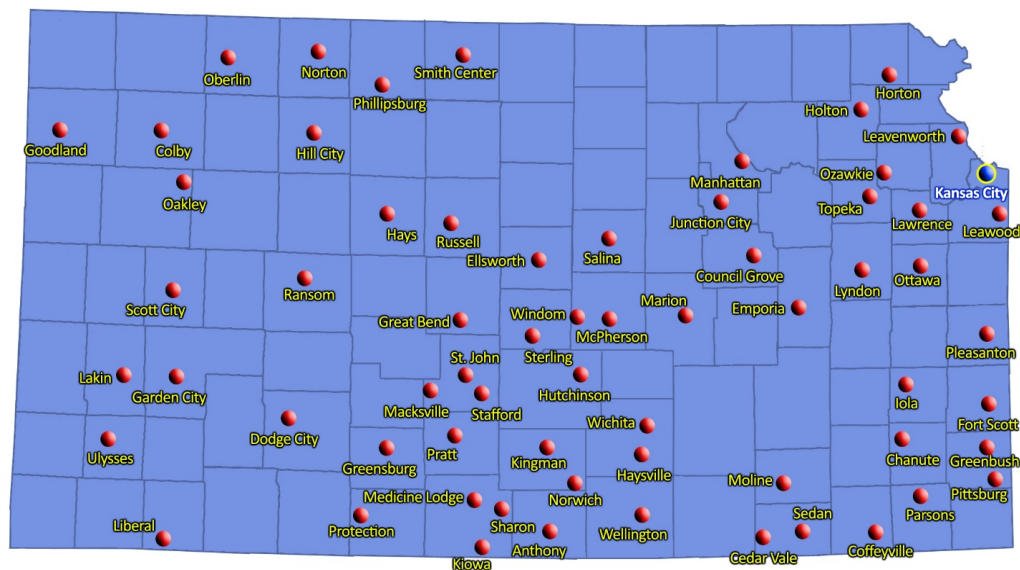 Oberlin
Norton
Smith Center
Phillipsburg
Horton
Holton
Leavenworth
Goodland
Colby
Hill City
Manhattan
Ozawkie
Kansas City
Oakley
Topeka
Lawrence
Leawood
Junction City
Hays
Russell
Ellsworth
Salina
Council Grove
Lyndon
Ottawa
Scott City
Ransom
Great Bend
Windom
McPherson
Marion
Emporia
Sterling
Pleasanton
St. John
Lakin
Garden City
Macksville
Stafford
Hutchinson
Iola
Fort Scott
Wichita
Dodge City
Ulysses
Greensburg
Pratt
Kingman
Haysville
Chanute
Greenbush
Pittsburg
Moline
Norwich
Medicine Lodge
Parsons
Liberal
Protection
Sharon
Anthony
Wellington
Sedan
Cedar Vale
Coffeyville
Kiowa